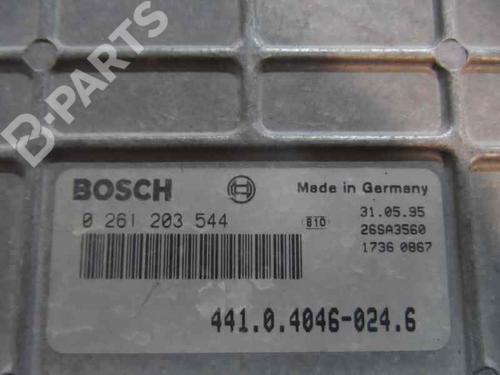 B-PARTS
BOSCH
Made in Germany
0 261 203 544
810
31.05.95
26SA3560
1736 0867
441.0.4046-024.6